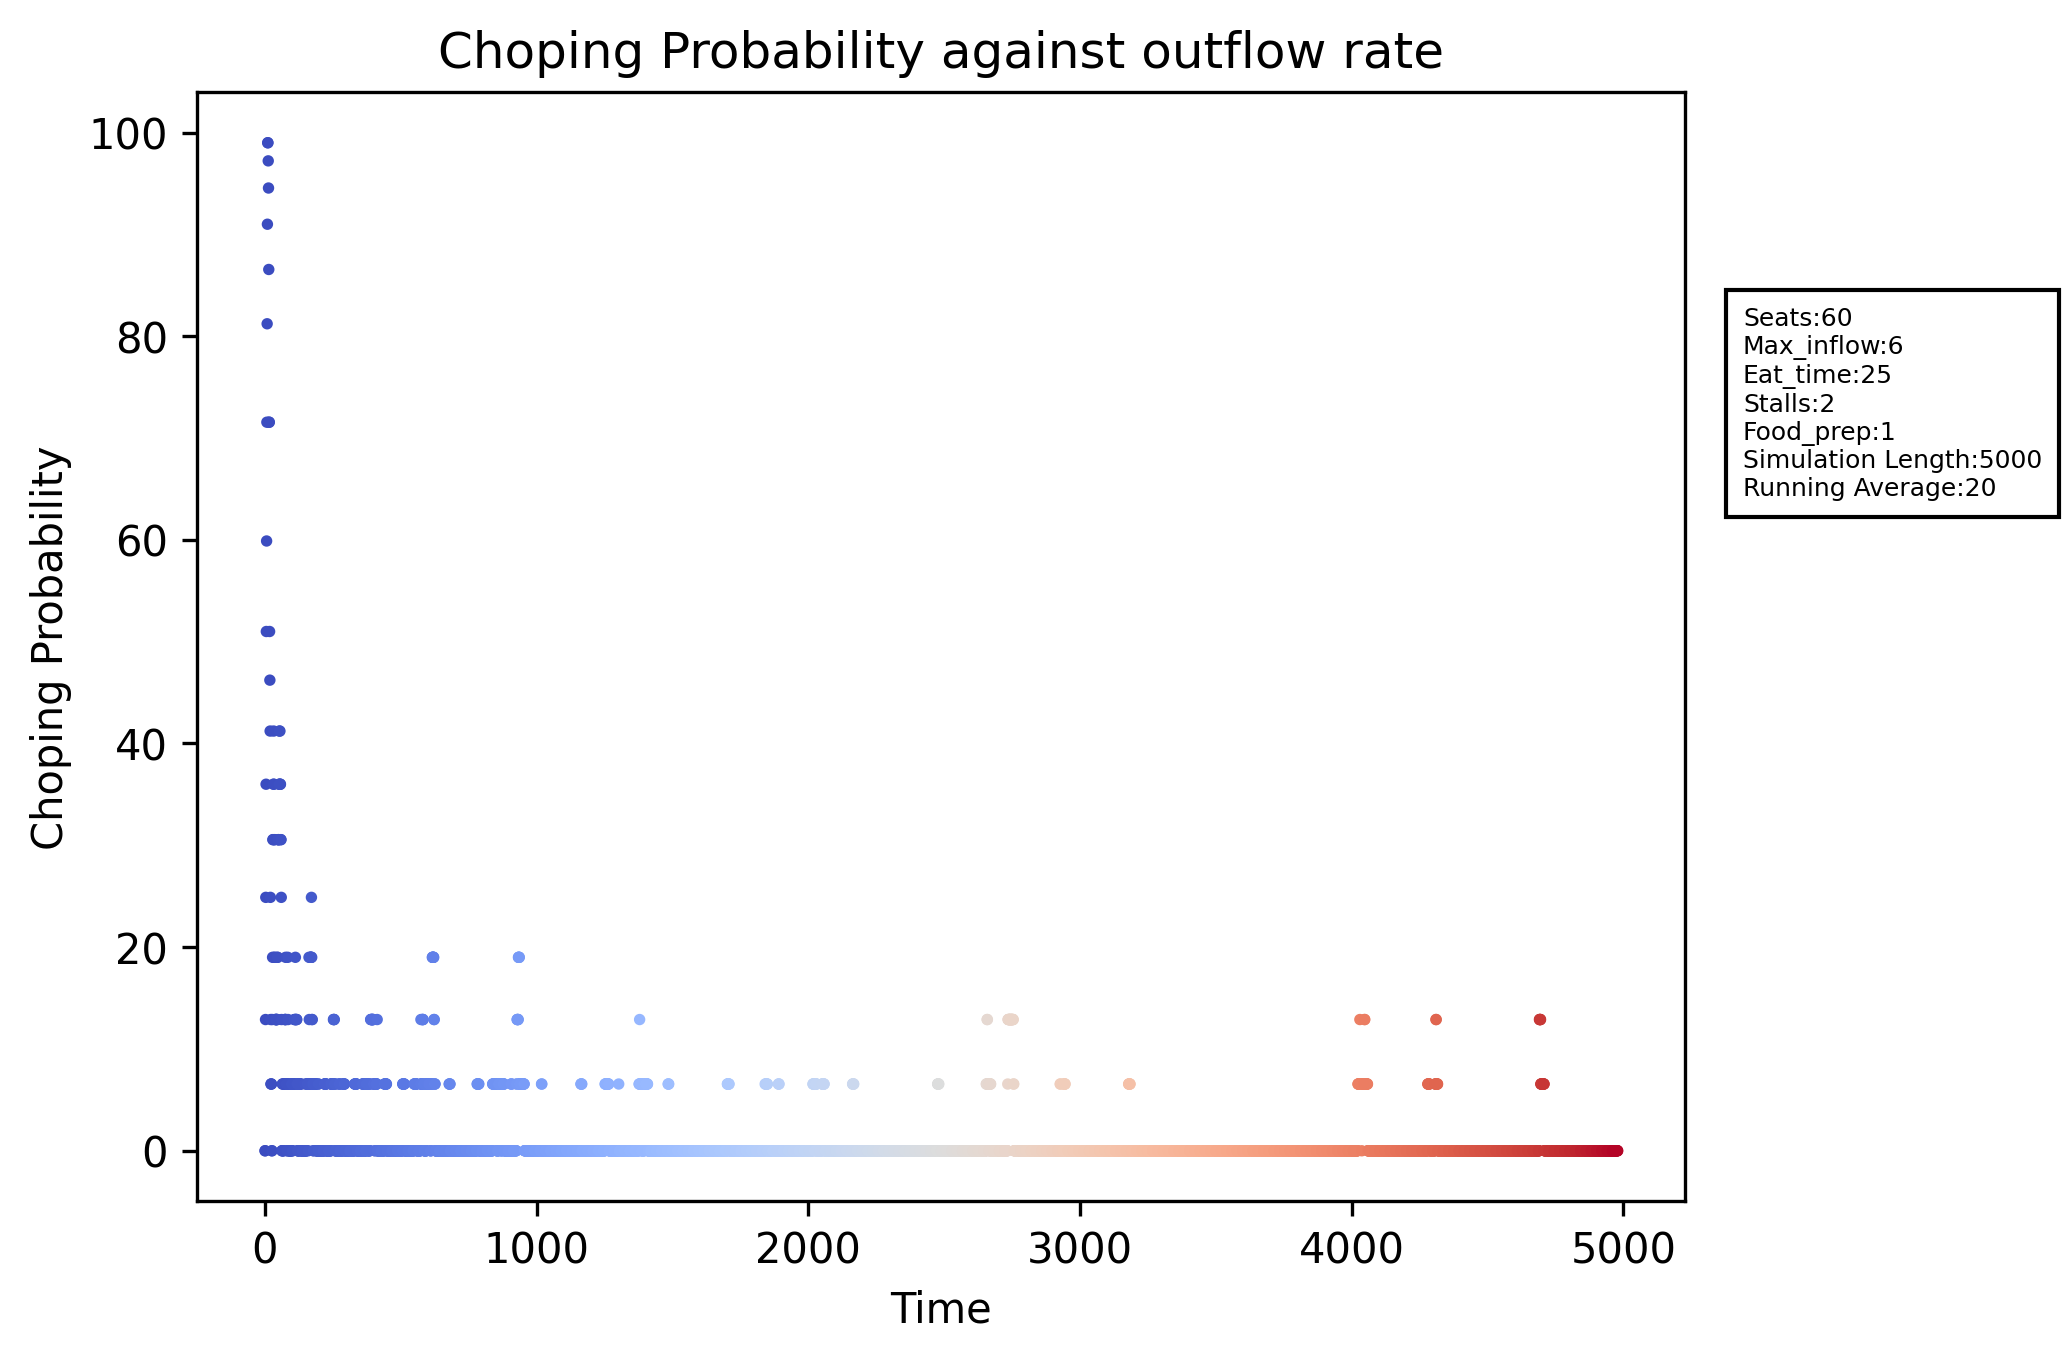 Choping Probability against outflow rate
100
80
60
40
20
0
Choping Probability
0 1000 2000 3000 4000 5000
Time
Seats:60
Max_inflow:6
Eat_time:25
Stalls:2
Food_prep:1
Simulation Length:5000
Running Average:20